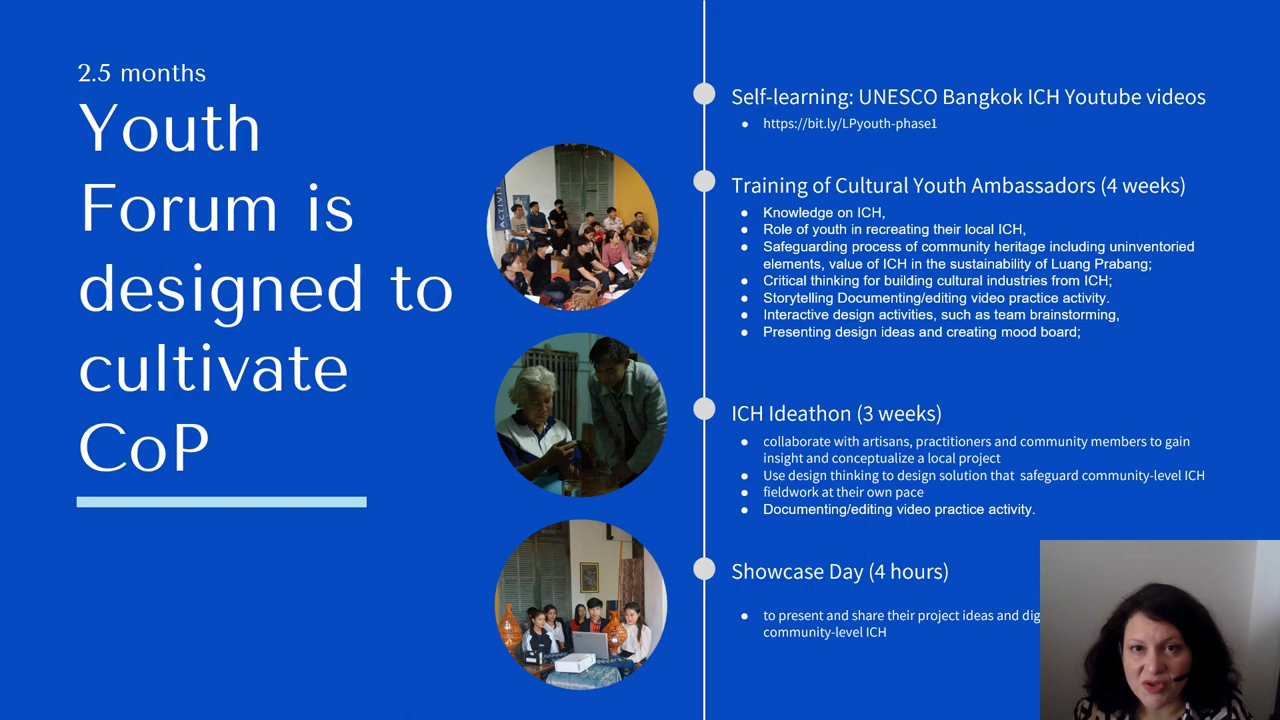 2.5 months
Youth
Forum is
designed to
cultivate
CoP
ACTIVIT
Self-learning: UNESCO Bangkok ICH Youtube videos
● https://bit.ly/LPyouth-phase1
Training of Cultural Youth Ambassadors (4 weeks)
● Knowledge on ICH,
● Role of youth in recreating their local ICH,
● Safeguarding process of community heritage including uninventoried
elements, value of ICH in the sustainability of Luang Prabang;
● Critical thinking for building cultural industries from ICH;
● Storytelling Documenting/editing video practice activity.
● Interactive design activities, such as team brainstorming,
● Presenting design ideas and creating mood board;
ICH Ideathon (3 weeks)
● collaborate with artisans, practitioners and community members to gain
insight and conceptualize a local project
● Use design thinking to design solution that safeguard community-level ICH
● fieldwork at their own pace
● Documenting/editing video practice activity.
Showcase Day (4 hours)
● to present and share their project ideas and dig
community-level ICH